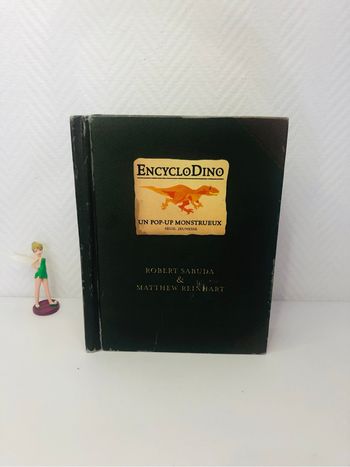 ENCYCLODINO
UN POP-UP MONSTRUEUX
SEUIL JEUNESSE
ROBERT SABUDA
&
MATTHEW REINHART